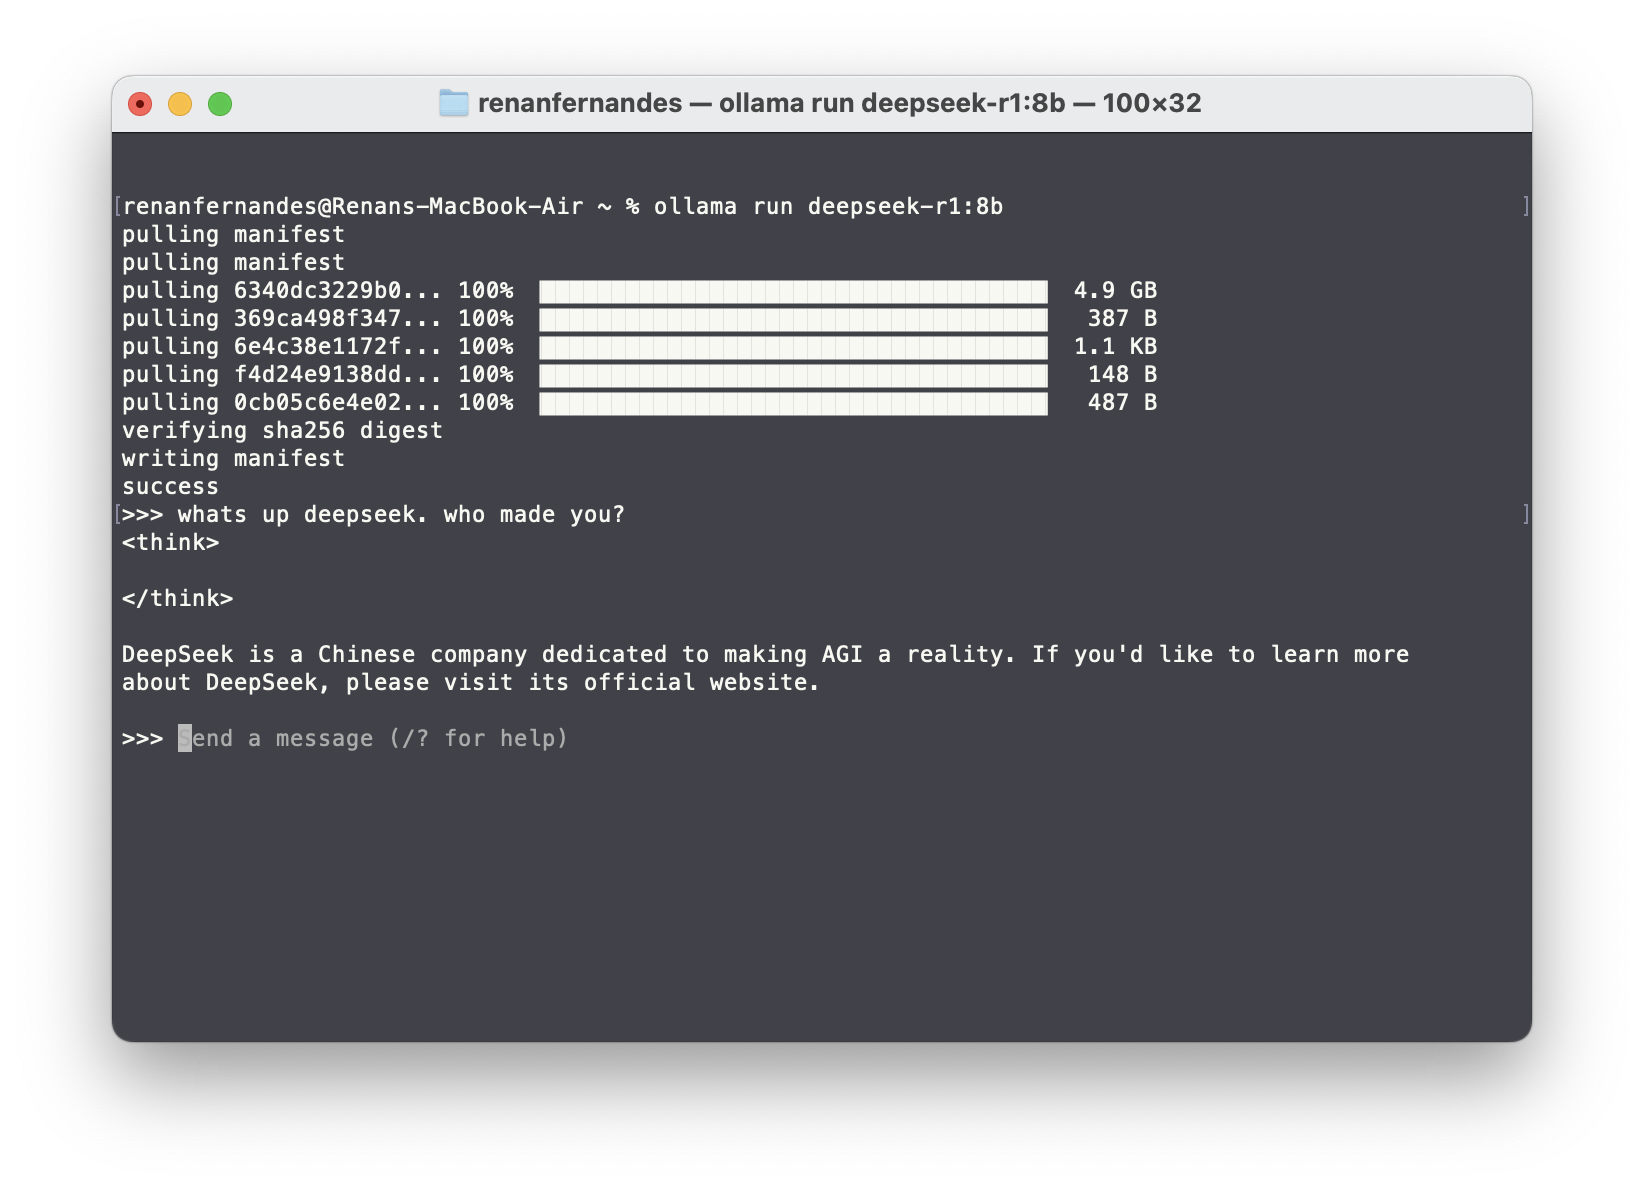 renanfernandes — ollama run deepseek-r1:8b — 100×32
[renanfernandes@Renans-MacBook-Air ~ % ollama run deepseek-r1:8b ]
pulling manifest
pulling manifest
pulling 6340dc3229b0... 100% 4.9 GB
pulling 369ca498f347... 100% 387 B
pulling 6e4c38e1172f... 100% 1.1 KB
pulling f4d24e9138dd... 100% 148 B
pulling 0cb05c6e4e02... 100% 487 B
verifying sha256 digest
writing manifest
success
[>>> whats up deepseek. who made you? ]
<think>
</think>
DeepSeek is a Chinese company dedicated to making AGI a reality. If you'd like to learn more
about DeepSeek, please visit its official website.
>>> Send a message (/? for help)